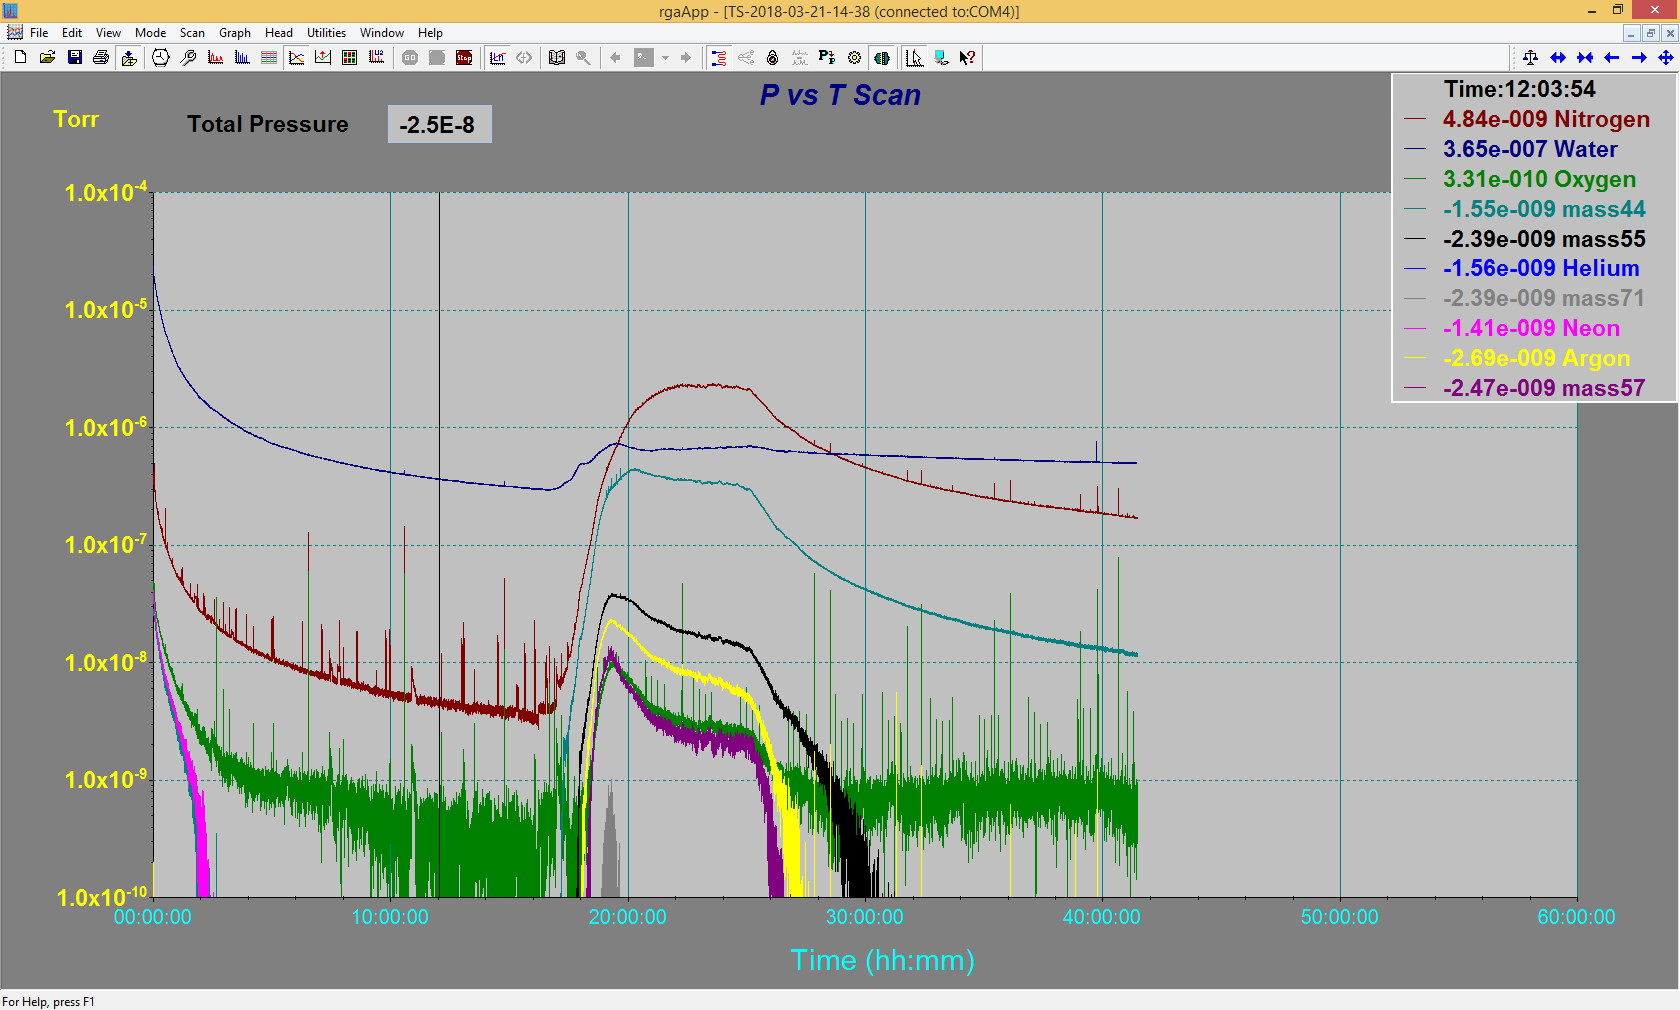 rgaApp - [TS-2018-03-21-14-38 (connected to:COM4)]
File Edit View Mode Scan Graph Head Utilities Window Help
GO Stop
P vs T Scan
Torr
Total Pressure -2.5E-8
Time:12:03:54
4.84e-009 Nitrogen
3.65e-007 Water
3.31e-010 Oxygen
-1.55e-009 mass44
-2.39e-009 mass55
-1.56e-009 Helium
-2.39e-009 mass71
-1.41e-009 Neon
-2.69e-009 Argon
-2.47e-009 mass57
1.0x10-4
1.0x10-5
1.0x10-6
1.0x10-7
1.0x10-8
1.0x10-9
1.0x10-10
00:00:00 10:00:00 20:00:00 30:00:00 40:00:00 50:00:00 60:00:00
Time (hh:mm)
For Help, press F1